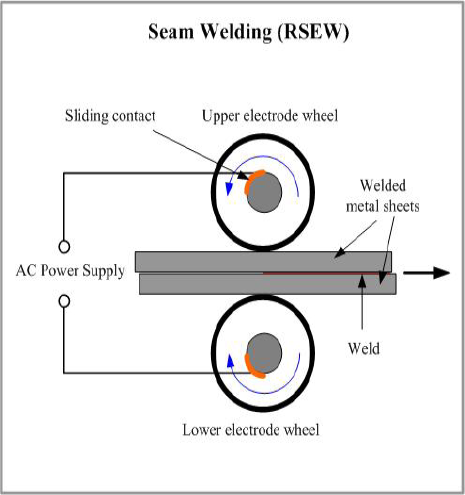 Seam Welding (RSEW)
Sliding contact
Upper electrode wheel
Welded
metal sheets
AC Power Supply
Weld
Lower electrode wheel